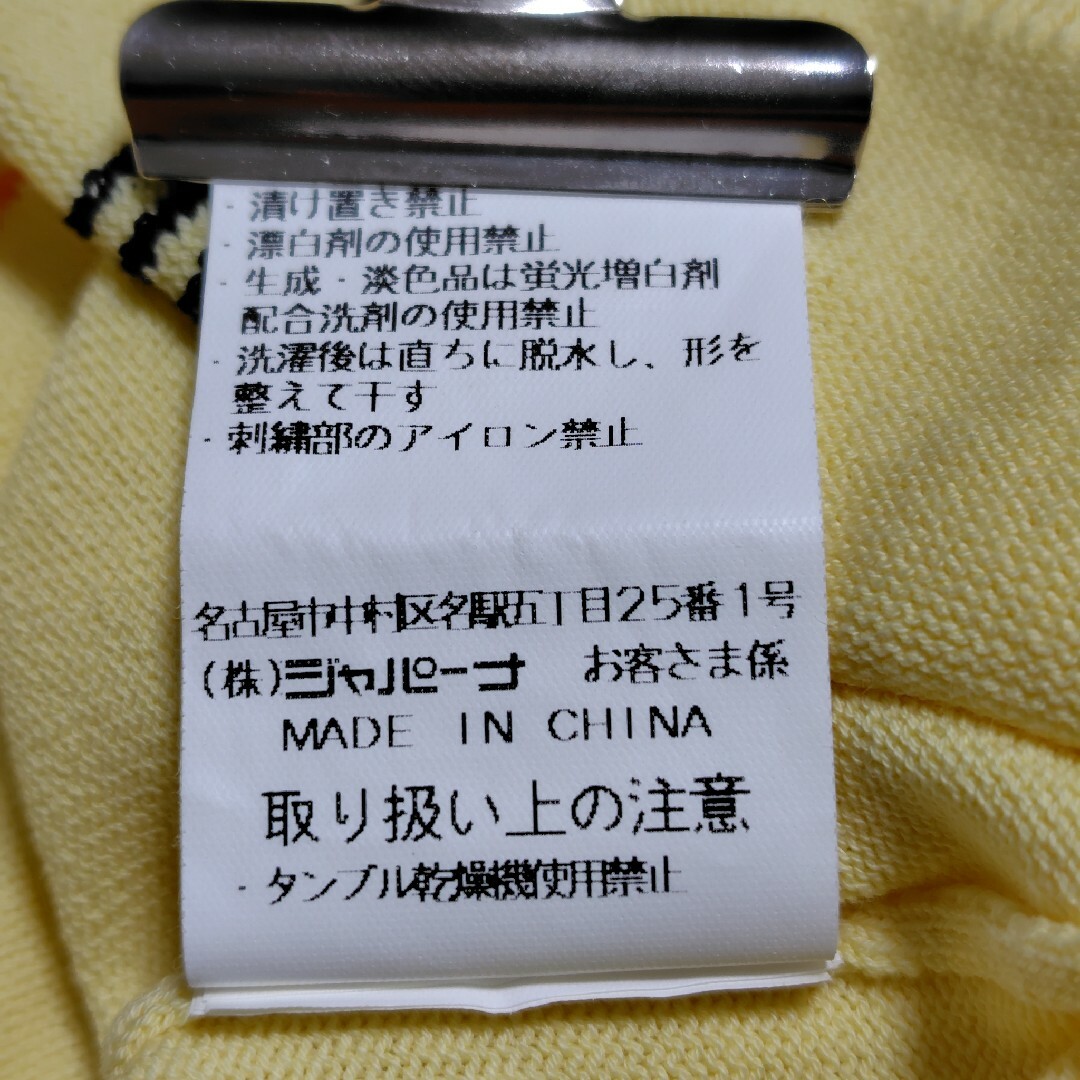 ・漬け置き禁止
・漂白剤の使用禁止
・生成・淡色品は蛍光増白剤
配合洗剤の使用禁止
・洗濯後は直ちに脱水し、形を
整えて干す
・刺繍部のアイロン禁止
名古屋市中村区名駅五丁目25番1号
(株)ジャパーナ お客さま係
MADE IN CHINA
取り扱い上の注意
・タンブル乾燥機使用禁止